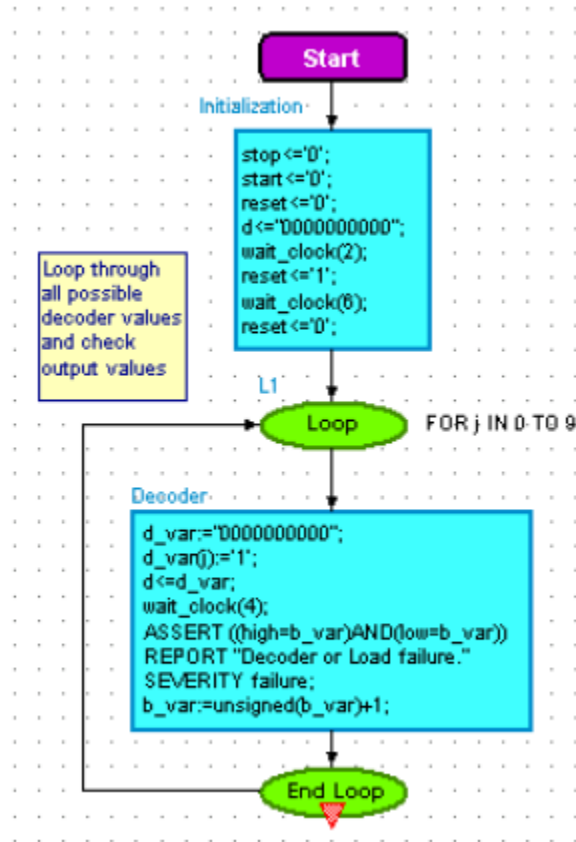 Start
Initialization
stop<='0';
start<='0';
reset<='0';
d<="0000000000";
wait_clock(2);
reset<='1';
wait_clock(6);
reset<='0';
Loop through
all possible
decoder values
and check
output values
L1
Loop
FOR j IN 0 TO 9
Decoder
d_var:="0000000000";
d_var(j):='1';
d<=d_var;
wait_clock(4);
ASSERT ((high=b_var)AND(low=b_var))
REPORT "Decoder or Load failure."
SEVERITY failure;
b_var:=unsigned(b_var)+1;
End Loop